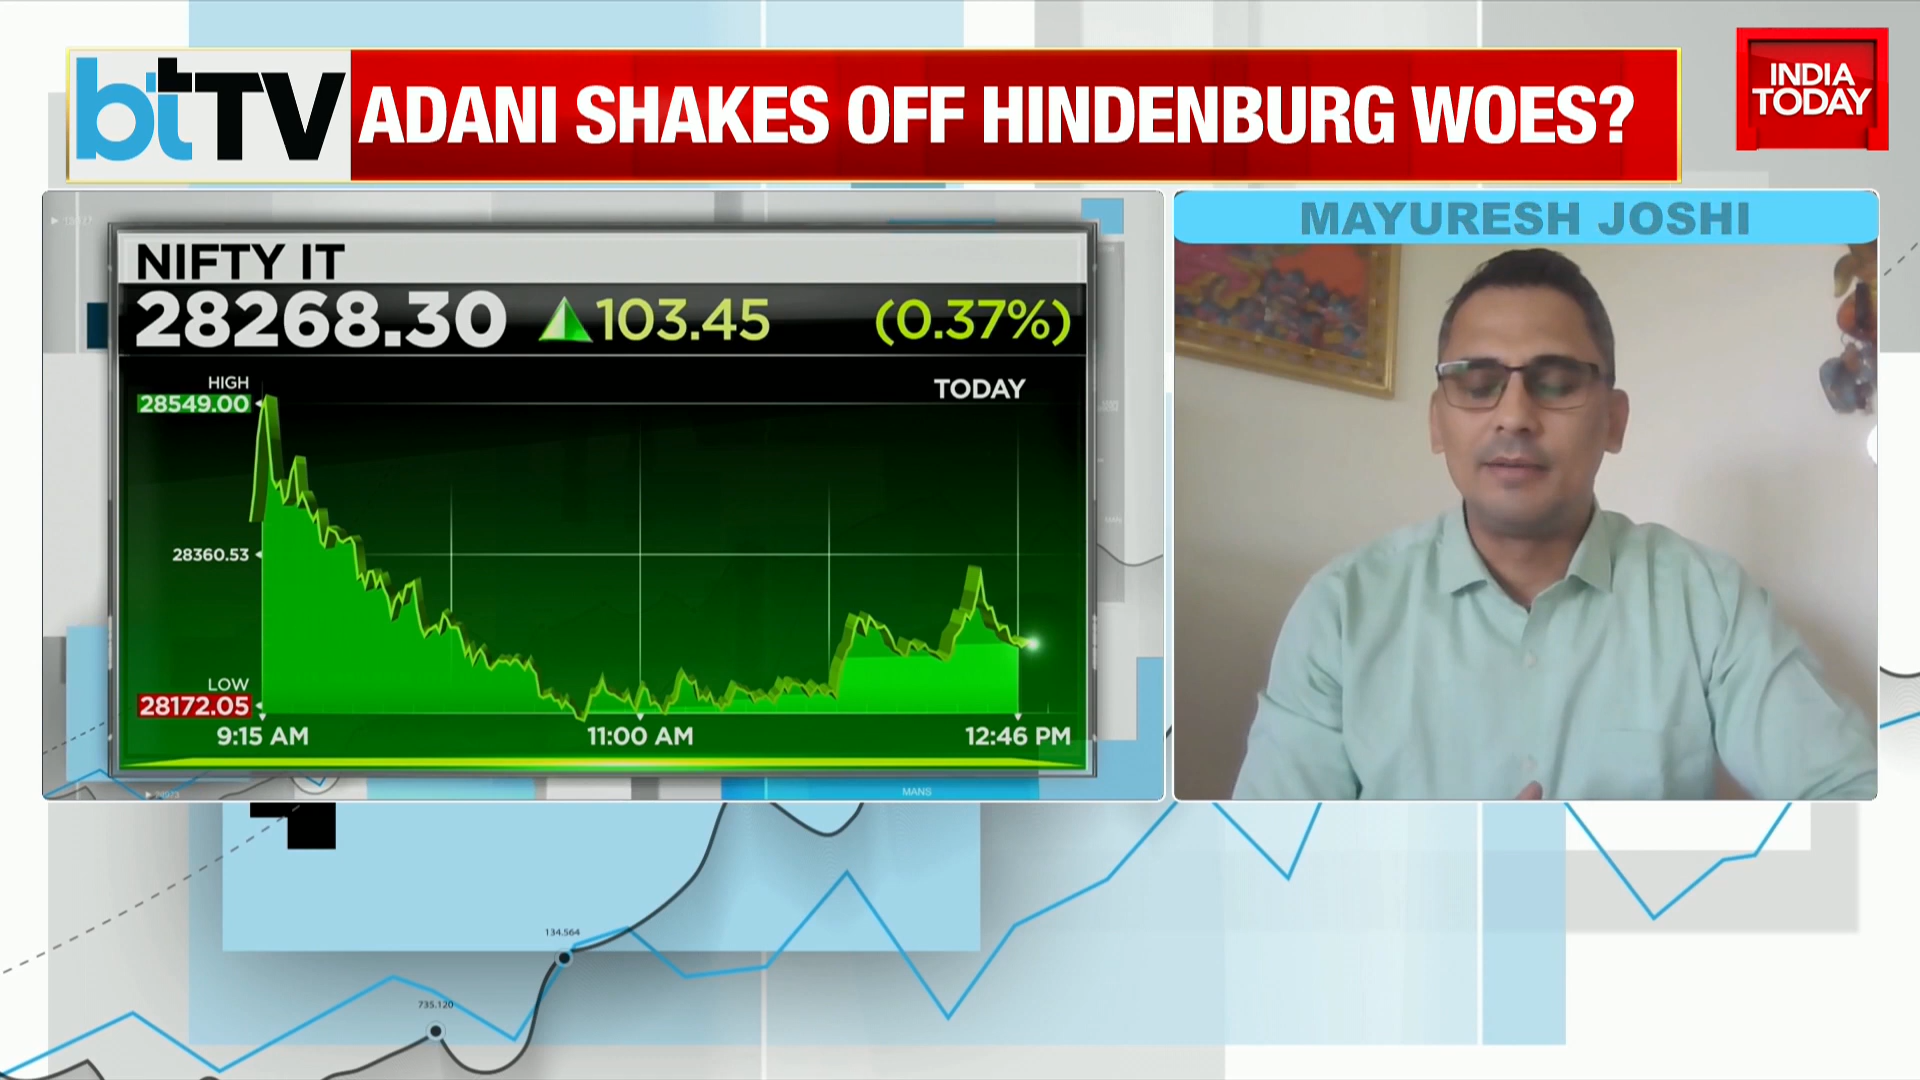 btTV
ADANI SHAKES OFF HINDENBURG WOES?
INDIA
TODAY
NIFTY IT
28268.30
103.45
(0.37%)
HIGH
28549.00
TODAY
28360.53
LOW
28172.05
9:15 AM
11:00 AM
12:46 PM
MAYURESH JOSHI
MANS
134.564
735.120